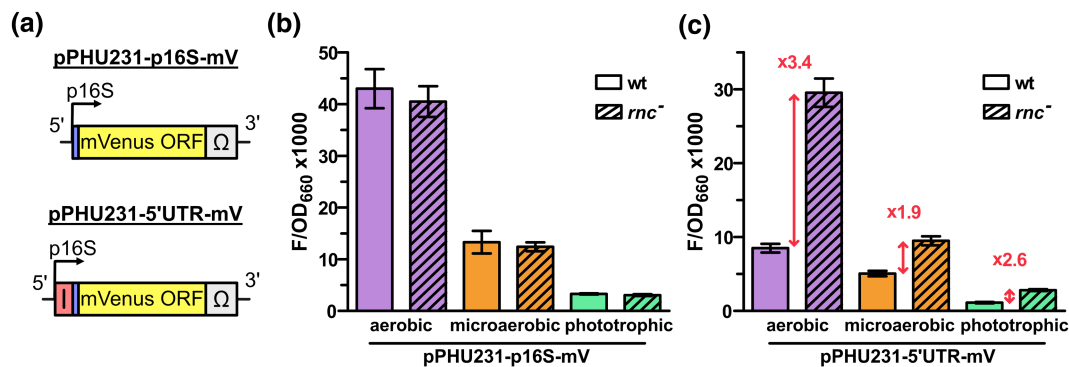 (a)
pPHU231-p16S-mV
p16S
5' 3'
mVenus ORF Ω
pPHU231-5'UTR-mV
p16S
5' 3'
I mVenus ORF Ω
(b)
F/OD660 x1000
50
40
30
20
10
0
wt
rnc-
aerobic microaerobic phototrophic
pPHU231-p16S-mV
(c)
F/OD660 x1000
30
20
10
0
x3.4
x1.9
x2.6
wt
rnc-
aerobic microaerobic phototrophic
pPHU231-5'UTR-mV